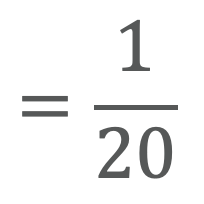 = 1/20